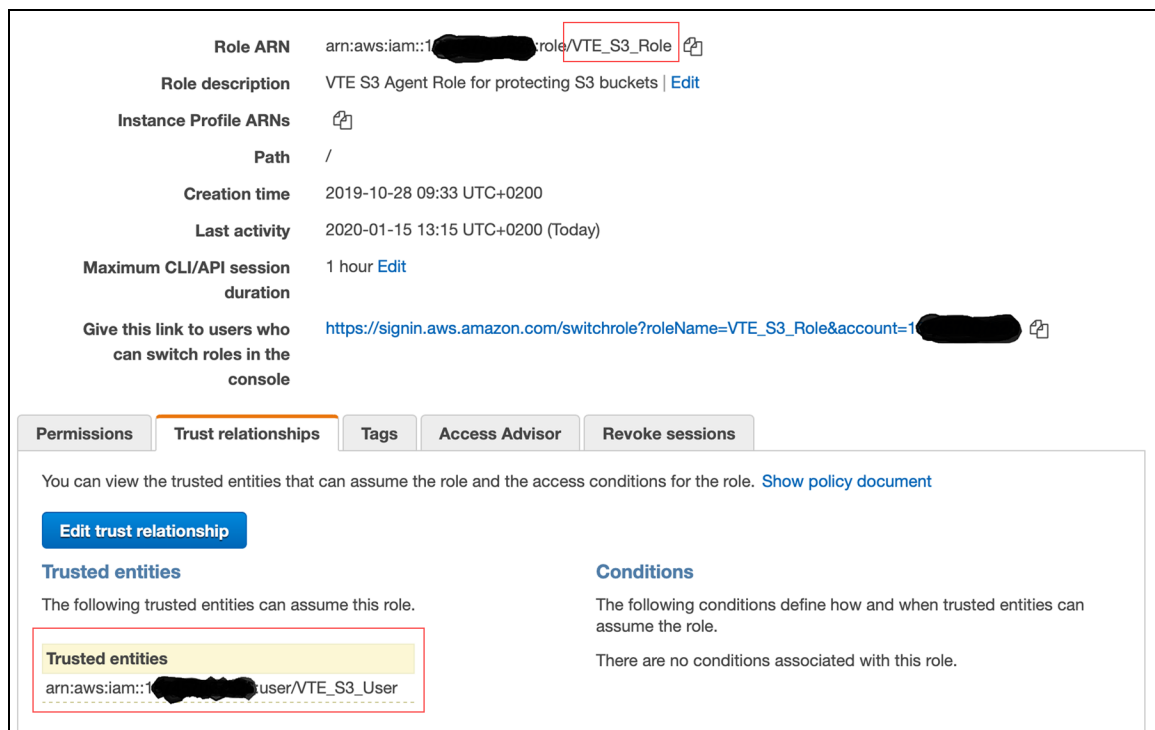 Role ARN arn:aws:iam::1 :role/VTE_S3_Role
Role description VTE S3 Agent Role for protecting S3 buckets | Edit
Instance Profile ARNs
Path /
Creation time 2019-10-28 09:33 UTC+0200
Last activity 2020-01-15 13:15 UTC+0200 (Today)
Maximum CLI/API session 1 hour Edit
duration
Give this link to users who https://signin.aws.amazon.com/switchrole?roleName=VTE_S3_Role&account=1
can switch roles in the
console
Permissions Trust relationships Tags Access Advisor Revoke sessions
You can view the trusted entities that can assume the role and the access conditions for the role. Show policy document
Edit trust relationship
Trusted entities
The following trusted entities can assume this role.
Trusted entities
arn:aws:iam::1 :user/VTE_S3_User
Conditions
The following conditions define how and when trusted entities can
assume the role.
There are no conditions associated with this role.